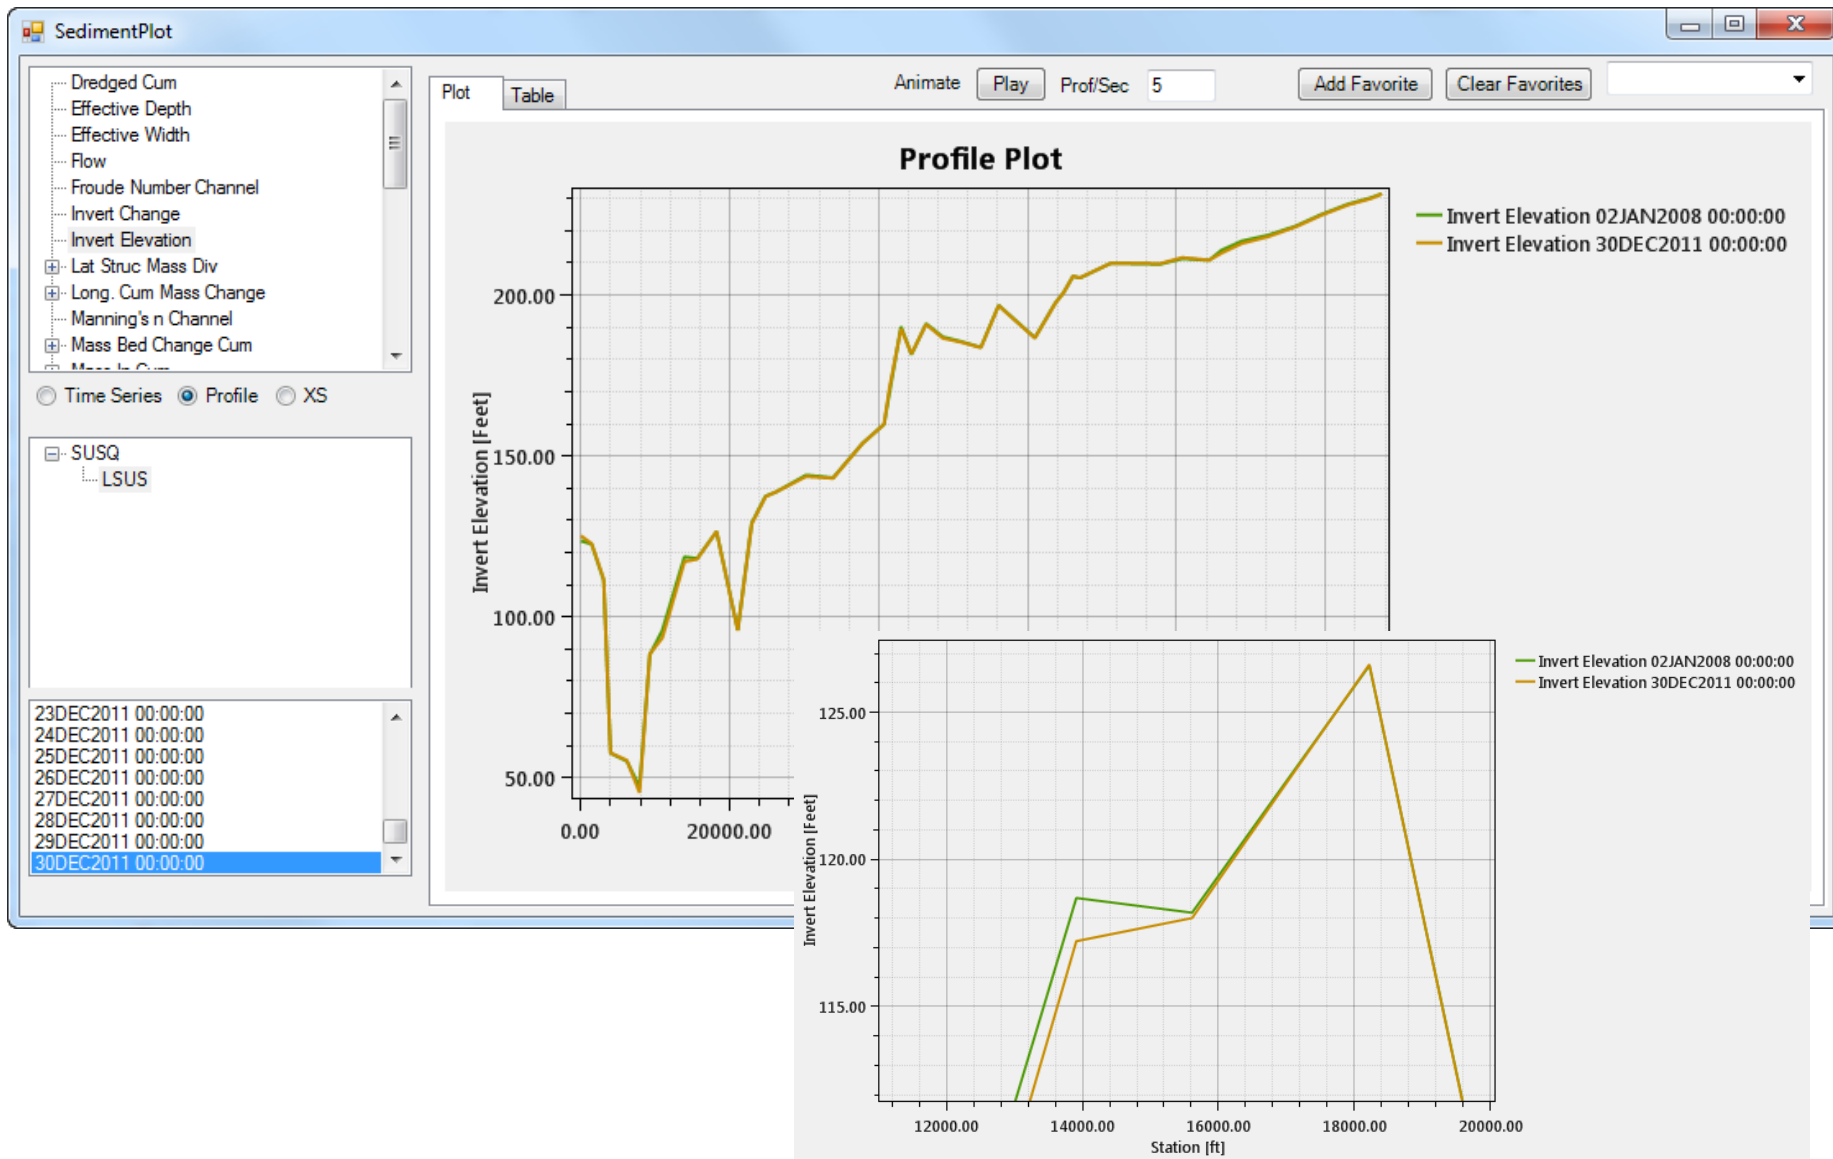 SedimentPlot
Dredged Cum
Effective Depth
Effective Width
Flow
Froude Number Channel
Invert Change
Invert Elevation
Lat Struc Mass Div
Long. Cum Mass Change
Manning's n Channel
Mass Bed Change Cum
Mass In Cum
Time Series Profile XS
SUSQ
LSUS
23DEC2011 00:00:00
24DEC2011 00:00:00
25DEC2011 00:00:00
26DEC2011 00:00:00
27DEC2011 00:00:00
28DEC2011 00:00:00
29DEC2011 00:00:00
30DEC2011 00:00:00
Plot Table
Animate Play Prof/Sec 5 Add Favorite Clear Favorites
Profile Plot
Invert Elevation 02JAN2008 00:00:00
Invert Elevation 30DEC2011 00:00:00
Invert Elevation [Feet]
200.00
150.00
100.00
50.00
0.00 20000.00
Invert Elevation 02JAN2008 00:00:00
Invert Elevation 30DEC2011 00:00:00
Invert Elevation [Feet]
125.00
120.00
115.00
12000.00 14000.00 16000.00 18000.00 20000.00
Station [ft]